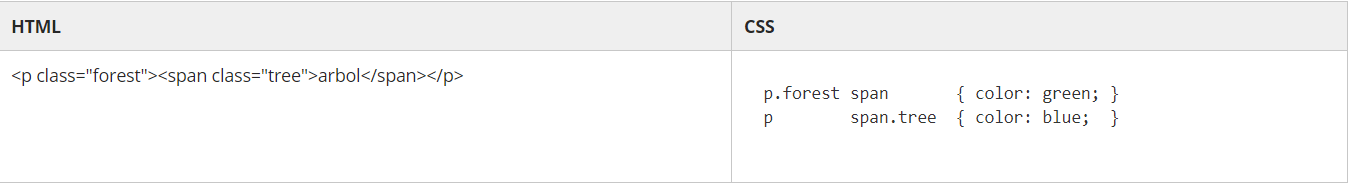 HTML
CSS
<p class="forest"><span class="tree">arbol</span></p>
p.forest span       { color: green; }
p        span.tree  { color: blue;  }